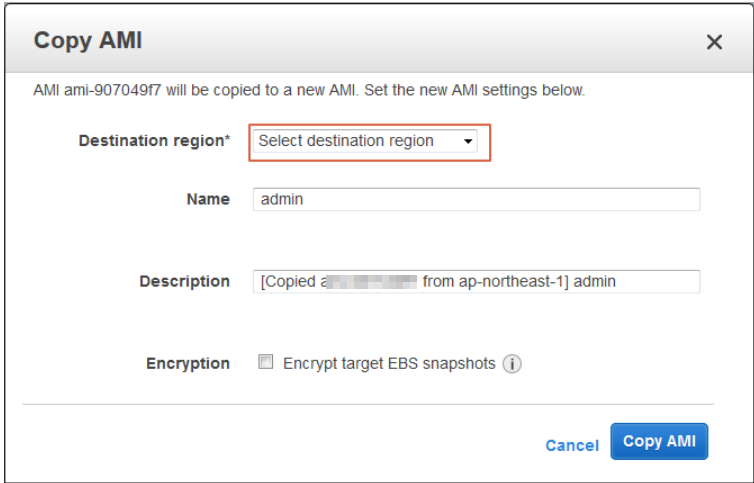 Copy AMI
AMI ami-907049f7 will be copied to a new AMI. Set the new AMI settings below.
Destination region* Select destination region
Name admin
Description [Copied from ap-northeast-1] admin
Encryption Encrypt target EBS snapshots
Cancel Copy AMI